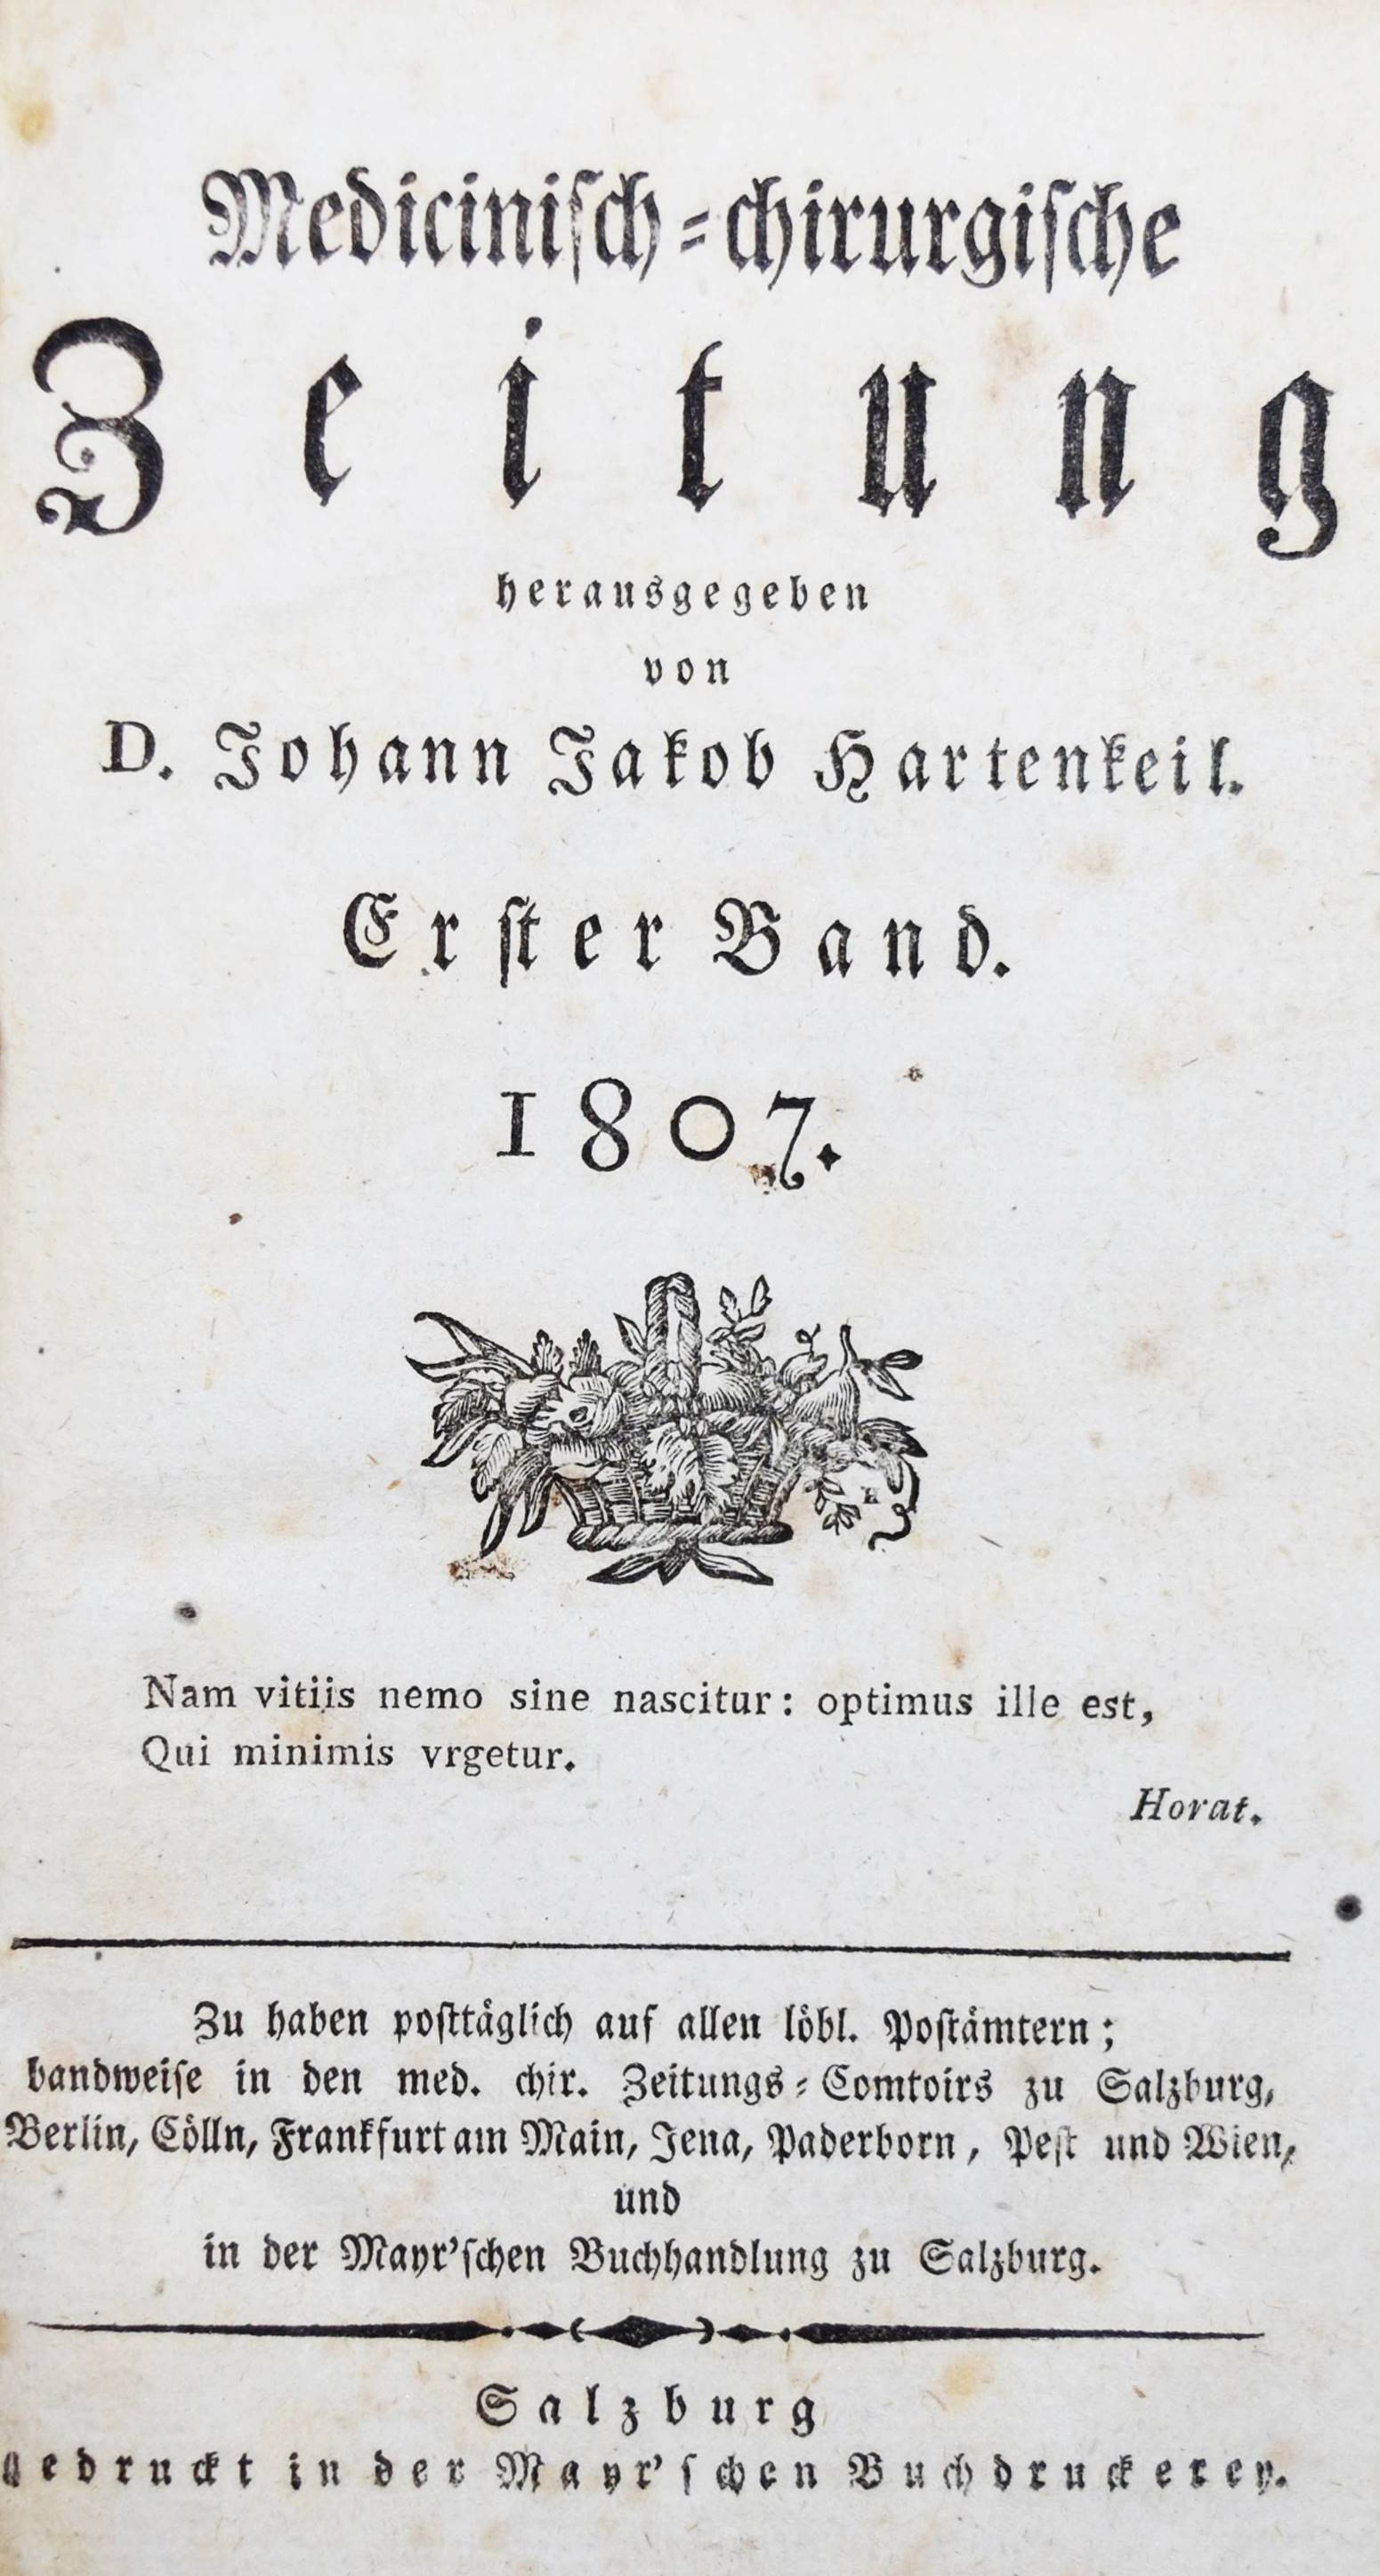 Medicinisch-chirurgische
Zeitung
herausgegeben
von
D. Johann Jakob Hartenkeil.
Erster Band.
1807.
Nam vitiis nemo sine nascitur: optimus ille est,
Qui minimis vrgetur.
Horat.
Zu haben posttäglich auf allen löbl. Postämtern;
bandweise in den med. chir. Zeitungs-Comtoirs zu Salzburg,
Berlin, Cölln, Frankfurt am Main, Jena, Paderborn, Pest und Wien,
und
in der Mayr'schen Buchhandlung zu Salzburg.
Salzburg
gedruckt in der Mayr'schen Buchdruckerey.